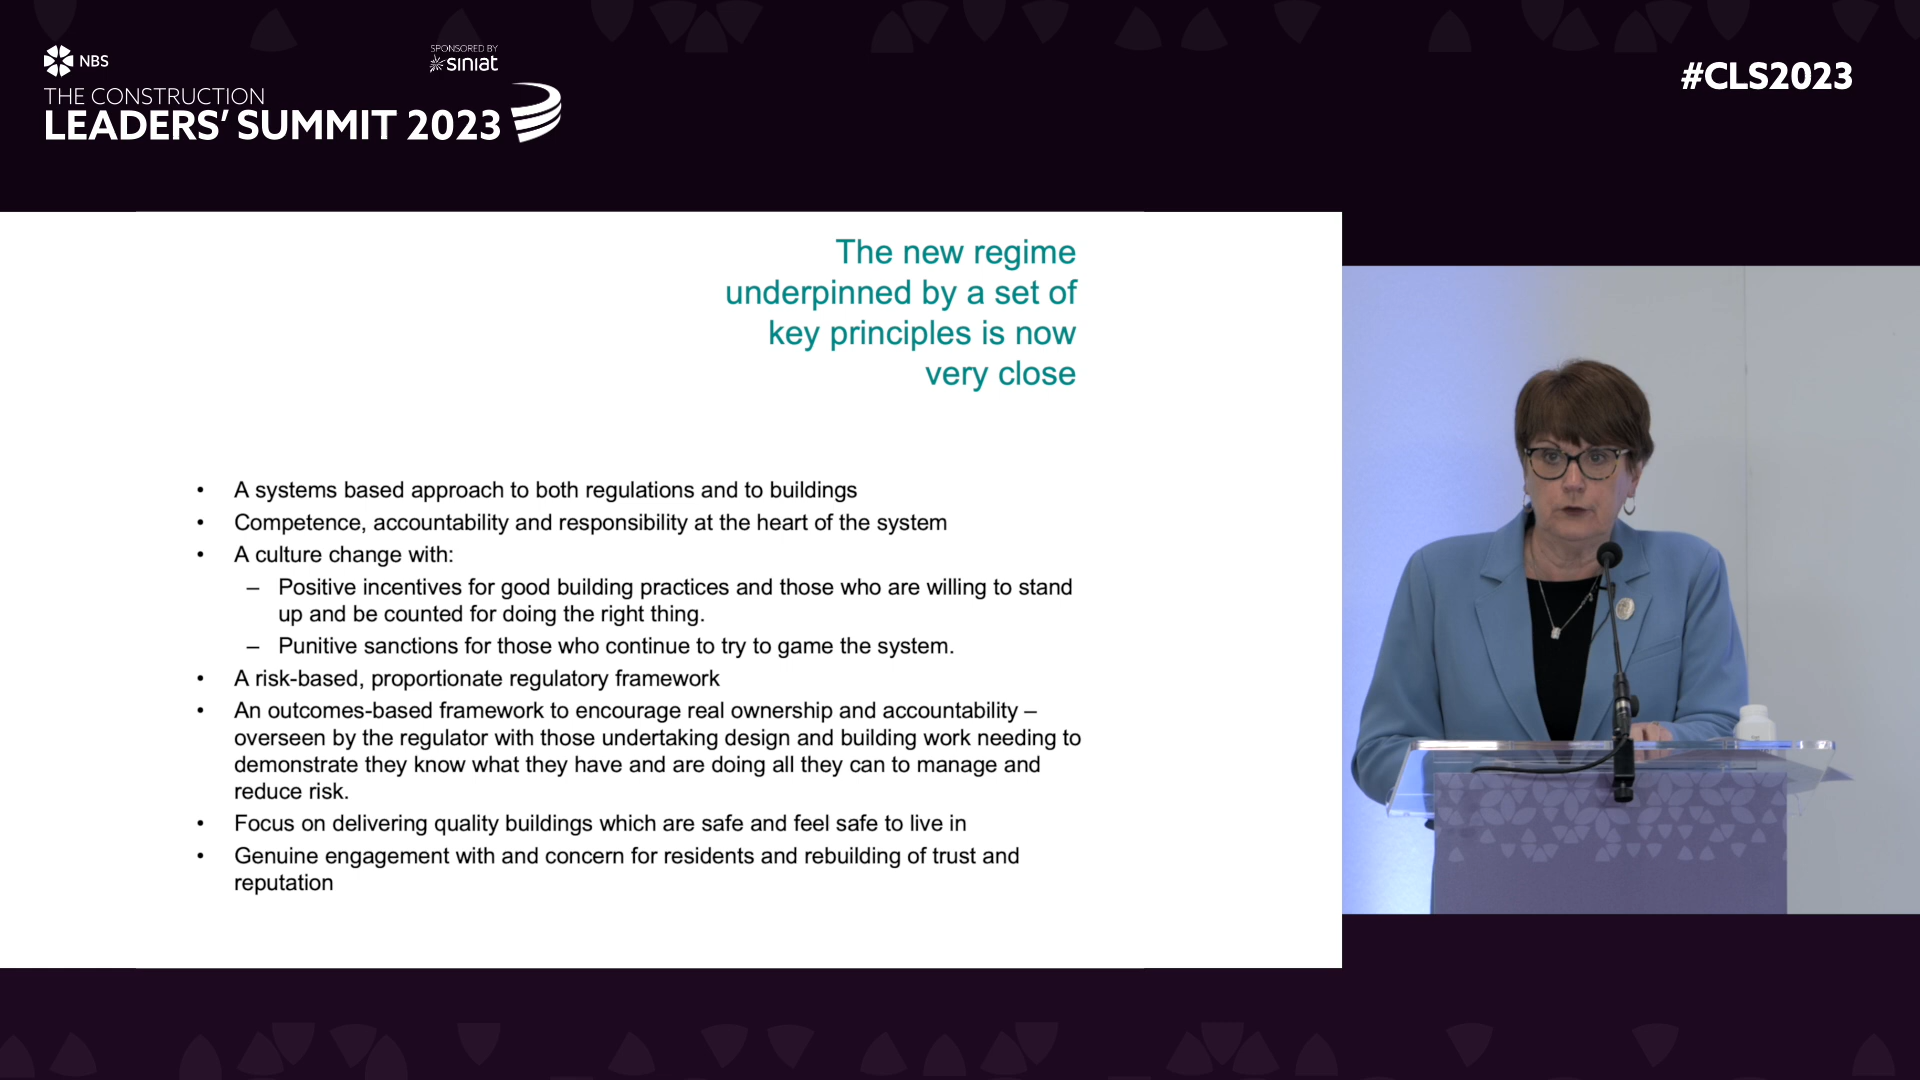 NBS
SPONSORED BY
siniat
THE CONSTRUCTION
LEADERS' SUMMIT 2023
#CLS2023
The new regime
underpinned by a set of
key principles is now
very close
• A systems based approach to both regulations and to buildings
• Competence, accountability and responsibility at the heart of the system
• A culture change with:
– Positive incentives for good building practices and those who are willing to stand
up and be counted for doing the right thing.
– Punitive sanctions for those who continue to try to game the system.
• A risk-based, proportionate regulatory framework
• An outcomes-based framework to encourage real ownership and accountability –
overseen by the regulator with those undertaking design and building work needing to
demonstrate they know what they have and are doing all they can to manage and
reduce risk.
• Focus on delivering quality buildings which are safe and feel safe to live in
• Genuine engagement with and concern for residents and rebuilding of trust and
reputation